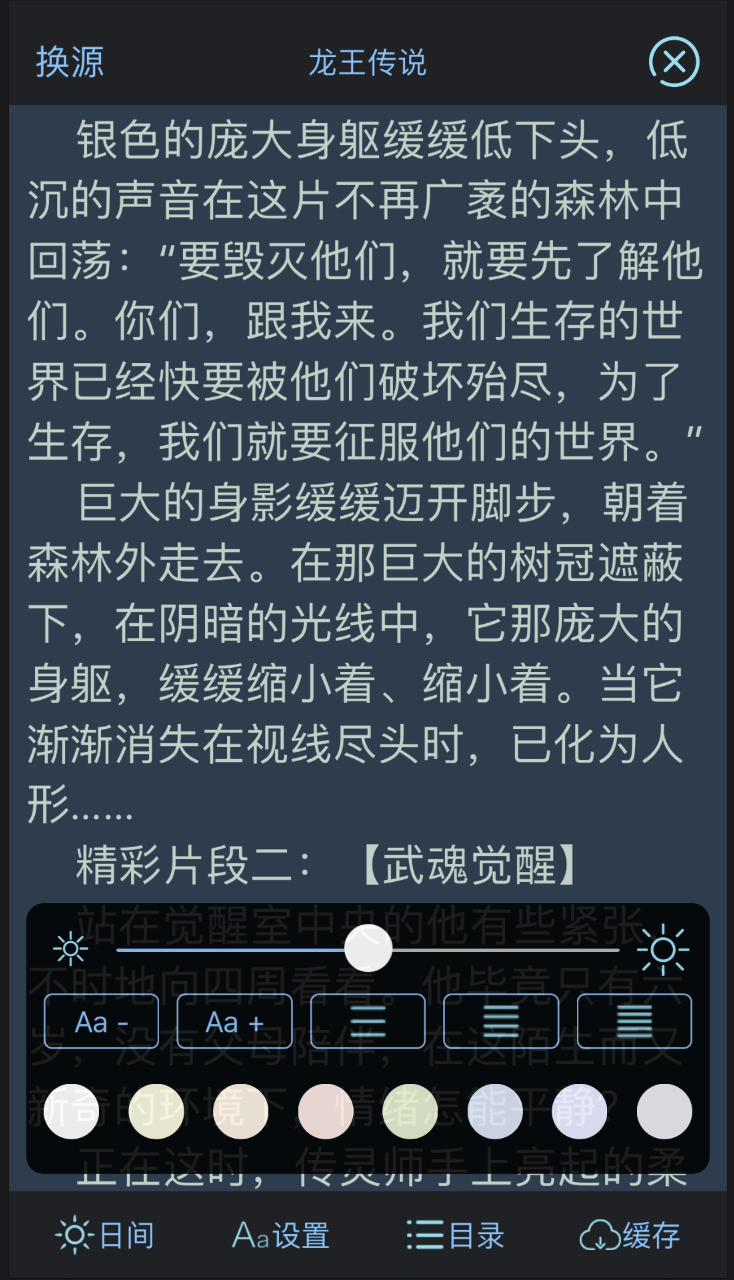 换源 龙王传说
银色的庞大身躯缓缓低下头，低
沉的声音在这片不再广袤的森林中
回荡：“要毁灭他们，就要先了解他
们。你们，跟我来。我们生存的世
界已经快要被他们破坏殆尽，为了
生存，我们就要征服他们的世界。”
巨大的身影缓缓迈开脚步，朝着
森林外走去。在那巨大的树冠遮蔽
下，在阴暗的光线中，它那庞大的
身躯，缓缓缩小着、缩小着。当它
渐渐消失在视线尽头时，已化为人
形……
精彩片段二：【武魂觉醒】
站在觉醒室中央的他有些紧张，
不时地向四周看看。他毕竟只有六
Aa - Aa +
岁，没有父母陪伴，在这陌生而又
新奇的环境下，情绪怎能平静？
正在这时，传灵师手上亮起的柔
日间 Aa设置 目录 缓存